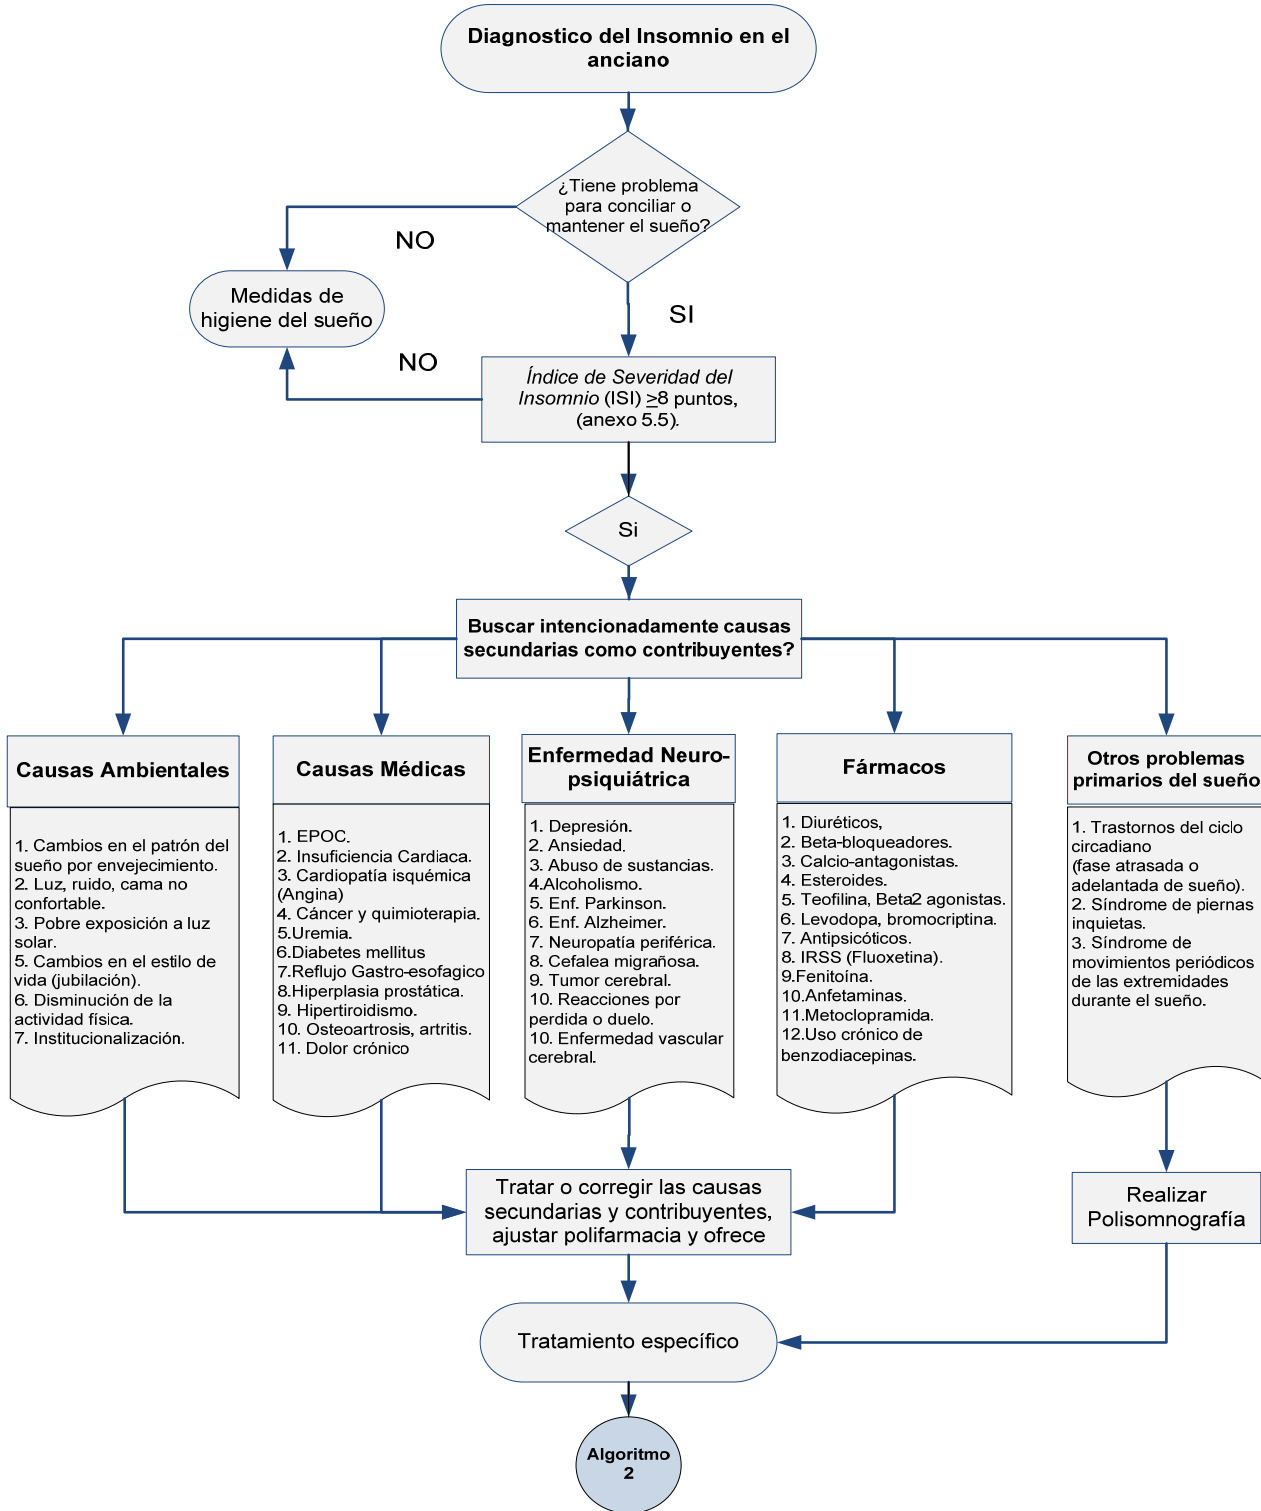 Diagnostico del Insomnio en el
anciano
¿Tiene problema
para conciliar o
mantener el sueño?
NO
Medidas de
higiene del sueño
SI
NO
Índice de Severidad del
Insomnio (ISI) ≥8 puntos,
(anexo 5.5).
Si
Buscar intencionadamente causas
secundarias como contribuyentes?
Causas Ambientales
1. Cambios en el patrón del
sueño por envejecimiento.
2. Luz, ruido, cama no
confortable.
3. Pobre exposición a luz
solar.
5. Cambios en el estilo de
vida (jubilación).
6. Disminución de la
actividad física.
7. Institucionalización.
Causas Médicas
1. EPOC.
2. Insuficiencia Cardiaca.
3. Cardiopatía isquémica
(Angina)
4. Cáncer y quimioterapia.
5.Uremia.
6.Diabetes mellitus
7.Reflujo Gastro-esofagico
8.Hiperplasia prostática.
9. Hipertiroidismo.
10. Osteoartrosis, artritis.
11. Dolor crónico
Enfermedad Neuro-
psiquiátrica
1. Depresión.
2. Ansiedad.
3. Abuso de sustancias.
4.Alcoholismo.
5. Enf. Parkinson.
6. Enf. Alzheimer.
7. Neuropatía periférica.
8. Cefalea migrañosa.
9. Tumor cerebral.
10. Reacciones por
perdida o duelo.
10. Enfermedad vascular
cerebral.
Fármacos
1. Diuréticos,
2. Beta-bloqueadores.
3. Calcio-antagonistas.
4. Esteroides.
5. Teofilina, Beta2 agonistas.
6. Levodopa, bromocriptina.
7. Antipsicóticos.
8. IRSS (Fluoxetina).
9.Fenitoína.
10.Anfetaminas.
11.Metoclopramida.
12.Uso crónico de
benzodiacepinas.
Otros problemas
primarios del sueño
1. Trastornos del ciclo
circadiano
(fase atrasada o
adelantada de sueño).
2. Síndrome de piernas
inquietas.
3. Síndrome de
movimientos periódicos
de las extremidades
durante el sueño.
Tratar o corregir las causas
secundarias y contribuyentes,
ajustar polifarmacia y ofrece
Realizar
Polisomnografía
Tratamiento específico
Algoritmo
2